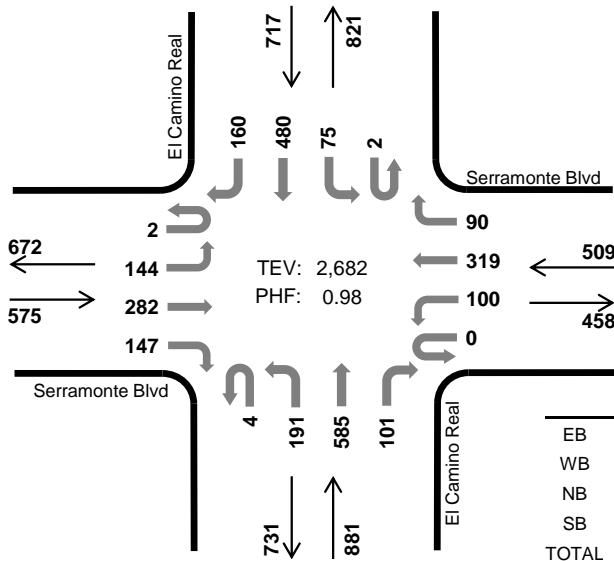 717
821
El Camino Real
160
480
75
2
Serramonte Blvd
2
90
672
144
TEV: 2,682
319
509
PHF: 0.98
575
282
100
458
147
0
Serramonte Blvd
4
191
585
101
El Camino Real
731
881
EB
WB
NB
SB
TOTAL